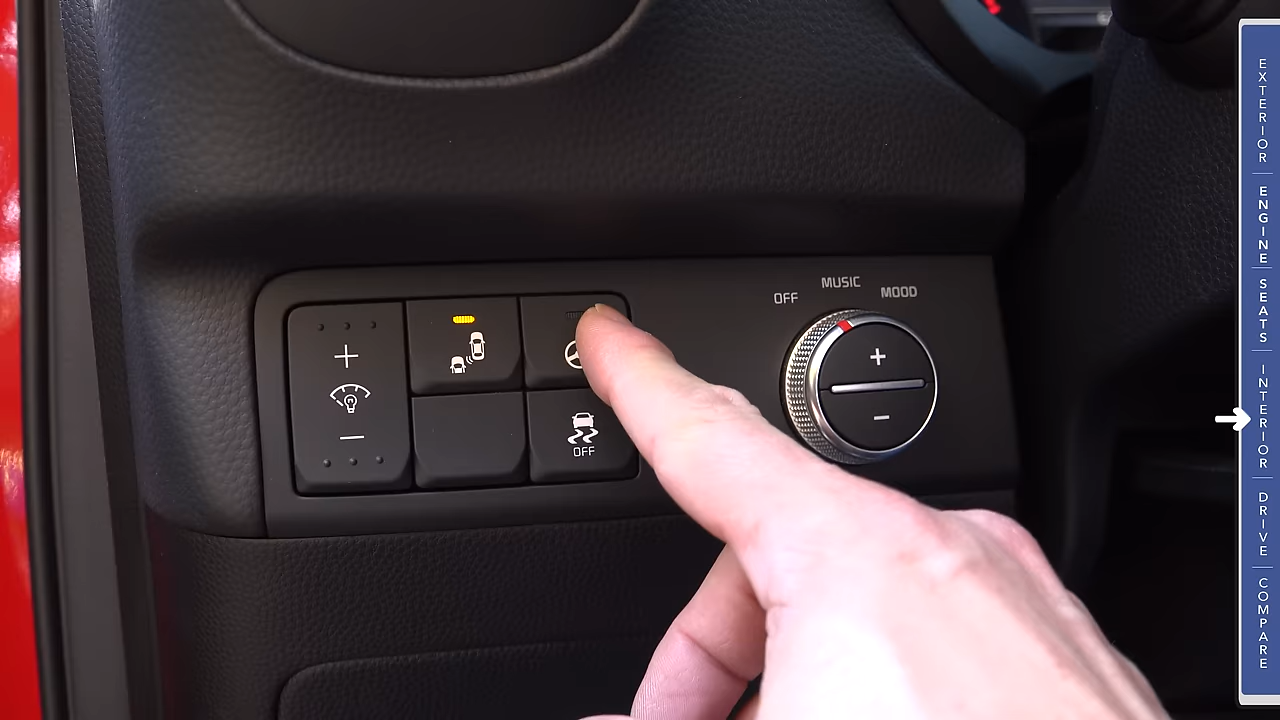 OFF
MUSIC
MOOD
OFF
EXTERIOR
ENGINE
SEATS
INTERIOR
DRIVE
COMPARE